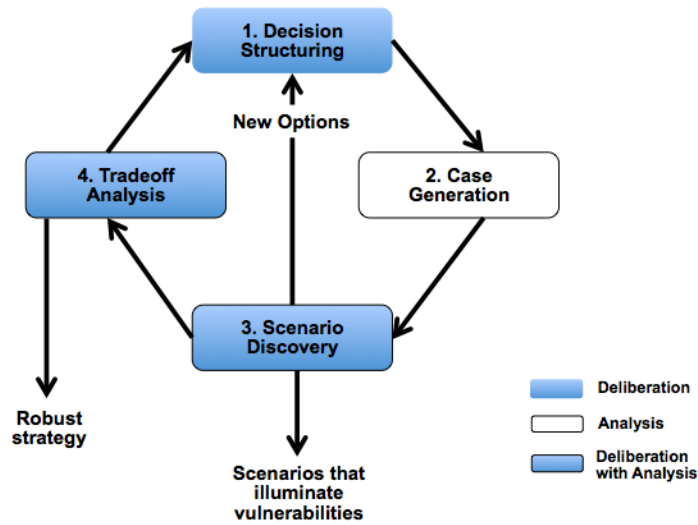 1. Decision
Structuring
New Options
4. Tradeoff
Analysis
2. Case
Generation
3. Scenario
Discovery
Robust
strategy
Scenarios that
illuminate
vulnerabilities
Deliberation
Analysis
Deliberation
with Analysis